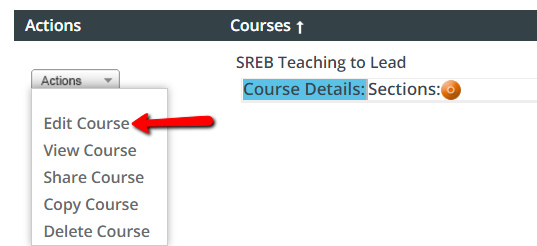 Actions Courses ↑
SREB Teaching to Lead
Actions
Course Details: Sections:
Edit Course
View Course
Share Course
Copy Course
Delete Course